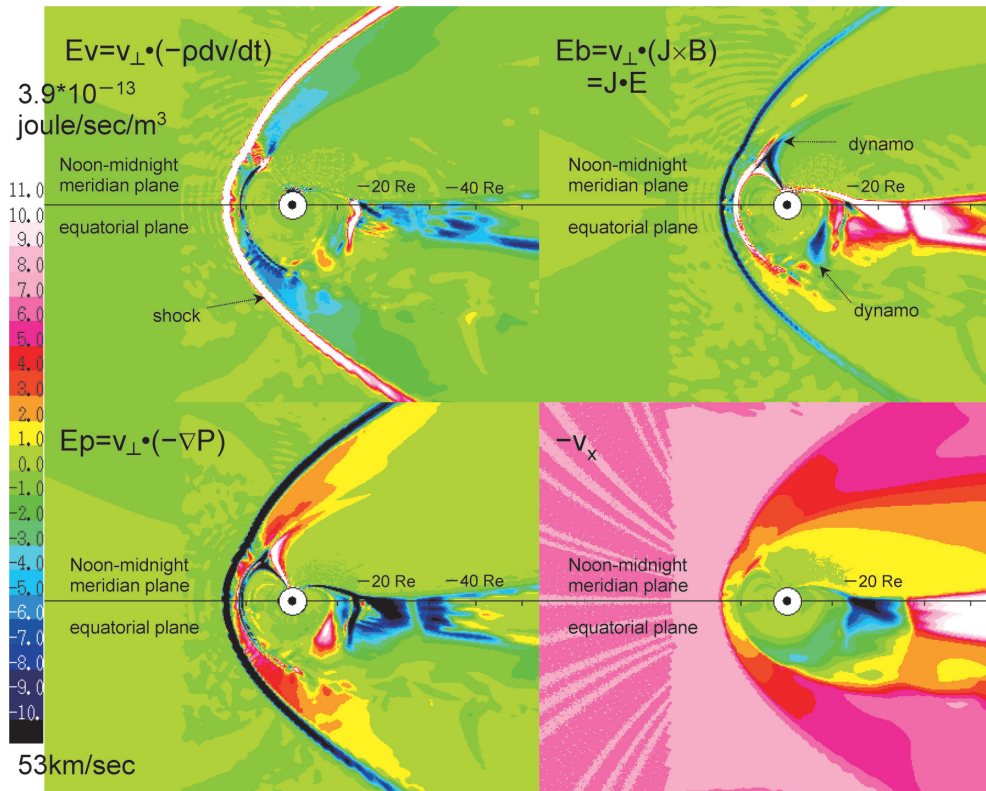 Ev=v⊥•(−ρdv/dt)
3.9*10⁻¹³
joule/sec/m³
Noon-midnight
meridian plane
−20 Re
−40 Re
equatorial plane
shock
Eb=v⊥•(J×B)
=J•E
dynamo
Noon-midnight
meridian plane
−20 Re
equatorial plane
dynamo
11.0
10.0
9.0
8.0
7.0
6.0
5.0
4.0
3.0
2.0
1.0
0.0
−1.0
−2.0
−3.0
−4.0
−5.0
−6.0
−7.0
−8.0
−9.0
−10.
53km/sec
Ep=v⊥•(−∇P)
Noon-midnight
meridian plane
−20 Re
−40 Re
equatorial plane
−vₓ
Noon-midnight
meridian plane
−20 Re
equatorial plane